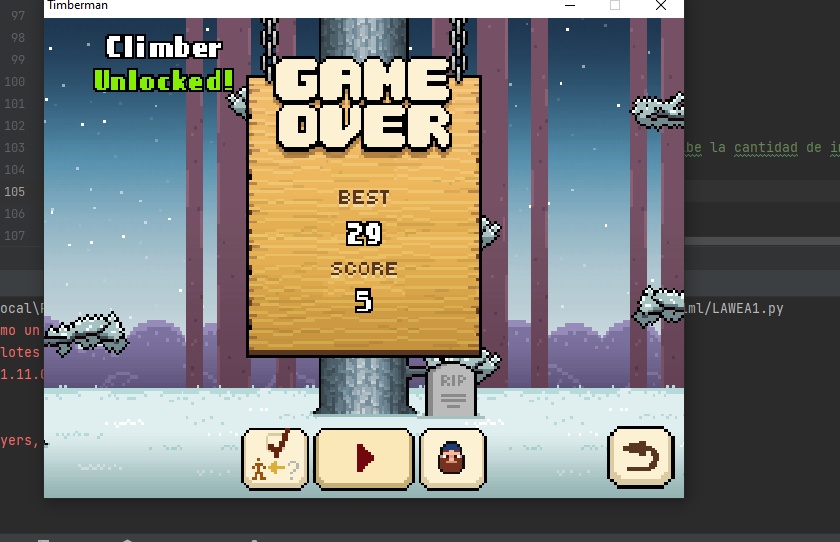 Timberman
97
98
99
100
101
102
103
104
105
106
107
Climber
Unlocked!
GAME
OVER
BEST
29
SCORE
5
RIP
?
be la cantidad de i
ocal\
ml/LAWEA1.py
mo un
lotes
1.11.0
yers,